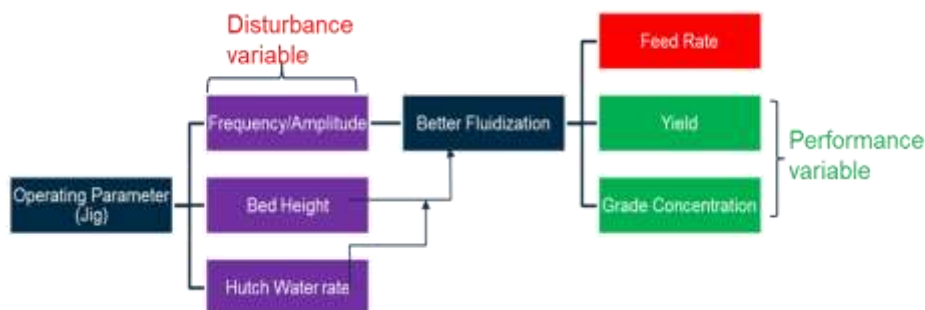 Disturbance
variable
Feed Rate
Frequency/Amplitude
Better Fluidization
Yield
Performance
variable
Operating Parameter
(Jig)
Bed Height
Grade Concentration
Hutch Water rate